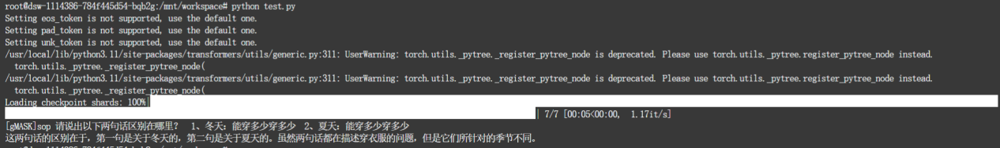 root@dsw-1114386-784f445d54-bqb2g:/mnt/workspace# python test.py
Setting eos_token is not supported, use the default one.
Setting pad_token is not supported, use the default one.
Setting unk_token is not supported, use the default one.
/usr/local/lib/python3.11/site-packages/transformers/utils/generic.py:311: UserWarning: torch.utils._pytree._register_pytree_node is deprecated. Please use torch.utils._pytree.register_pytree_node instead.
  torch.utils._pytree._register_pytree_node(
/usr/local/lib/python3.11/site-packages/transformers/utils/generic.py:311: UserWarning: torch.utils._pytree._register_pytree_node is deprecated. Please use torch.utils._pytree.register_pytree_node instead.
  torch.utils._pytree._register_pytree_node(
Loading checkpoint shards: 100%|
| 7/7 [00:05<00:00,  1.17it/s]
[gMASK]sop 请说出以下两句话区别在哪里？ 1、冬天：能穿多少穿多少 2、夏天：能穿多少穿多少
这两句话的区别在于，第一句是关于冬天的，第二句是关于夏天的。虽然两句话都在描述穿衣服的问题，但是它们所针对的季节不同。